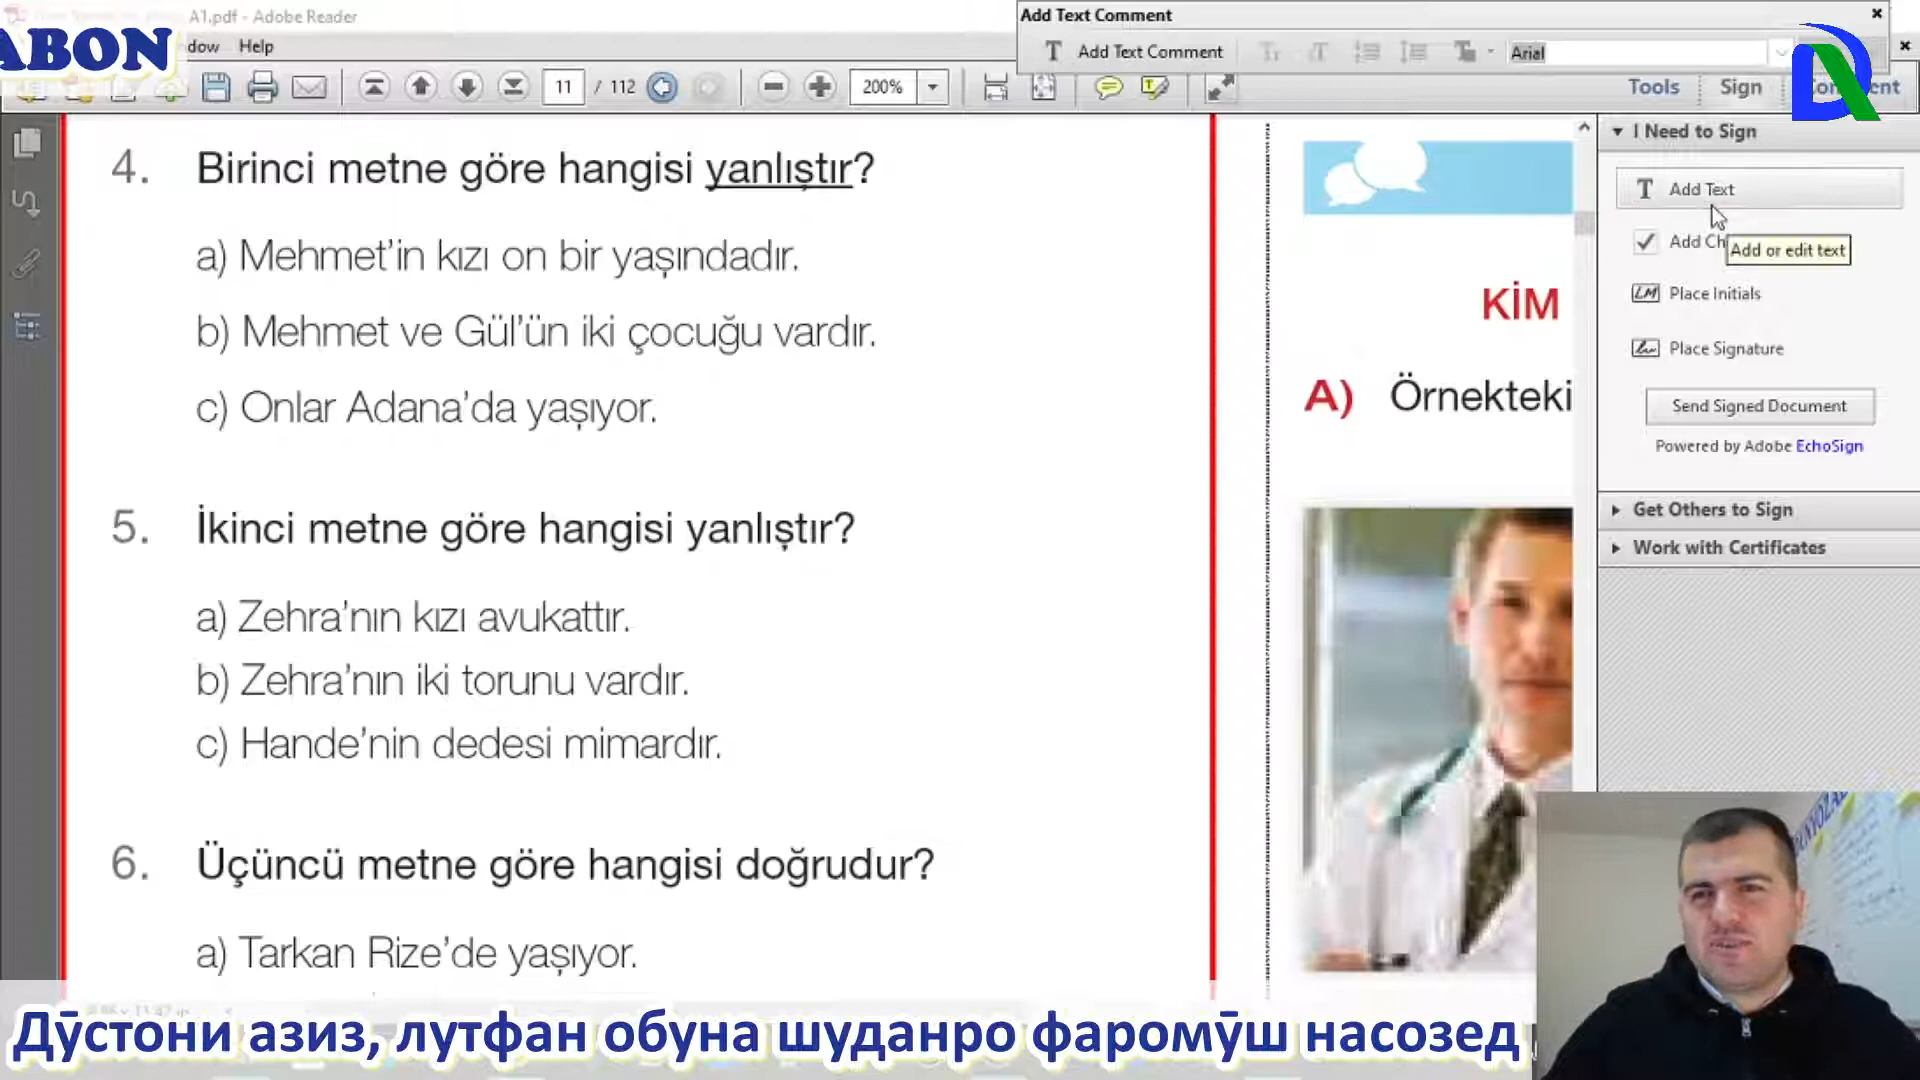 A1.pdf - Adobe Reader
ABON
dow Help
Add Text Comment
Add Text Comment Arial
11 / 112 200%
Tools Sign
4. Birinci metne göre hangisi yanlıştır?
a) Mehmet’in kızı on bir yaşındadır.
b) Mehmet ve Gül’ün iki çocuğu vardır.
c) Onlar Adana’da yaşıyor.
5. İkinci metne göre hangisi yanlıştır?
a) Zehra’nın kızı avukattır.
b) Zehra’nın iki torunu vardır.
c) Hande’nin dedesi mimardır.
6. Üçüncü metne göre hangisi doğrudur?
a) Tarkan Rize’de yaşıyor.
KİM
A) Örnekteki
I Need to Sign
Add Text
Add Ch
Add or edit text
Place Initials
Place Signature
Send Signed Document
Powered by Adobe EchoSign
Get Others to Sign
Work with Certificates
Дӯстони азиз, лутфан обуна шуданро фаромӯш насозед